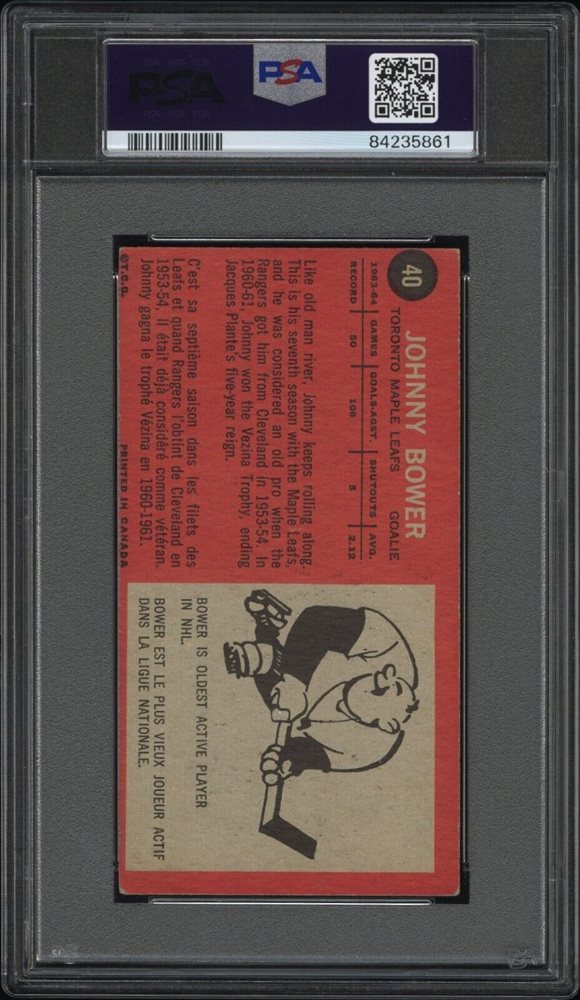 PSA
PSA
84235861
40
JOHNNY BOWER
TORONTO MAPLE LEAFS GOALIE
1963-64 GAMES GOALS-AGST. SHUTOUTS AVG.
RECORD 50 106 5 2.12
Like old man river, Johnny keeps rolling along.
This is his seventh season with the Maple Leafs,
and he was considered an old pro when the
Rangers got him from Cleveland in 1953-54. In
1960-61, Johnny won the Vezina Trophy, ending
Jacques Plante's five-year reign.
C'est sa septième saison dans les filets des
Leafs et quand Rangers l'obtint de Cleveland en
1953-54, il était déjà considéré comme vétéran.
Johnny gagna le trophé Vézina en 1960-1961.
©T.C.G. PRINTED IN CANADA
BOWER IS OLDEST ACTIVE PLAYER
IN NHL.
BOWER EST LE PLUS VIEUX JOUEUR ACTIF
DANS LA LIGUE NATIONALE.
PSA